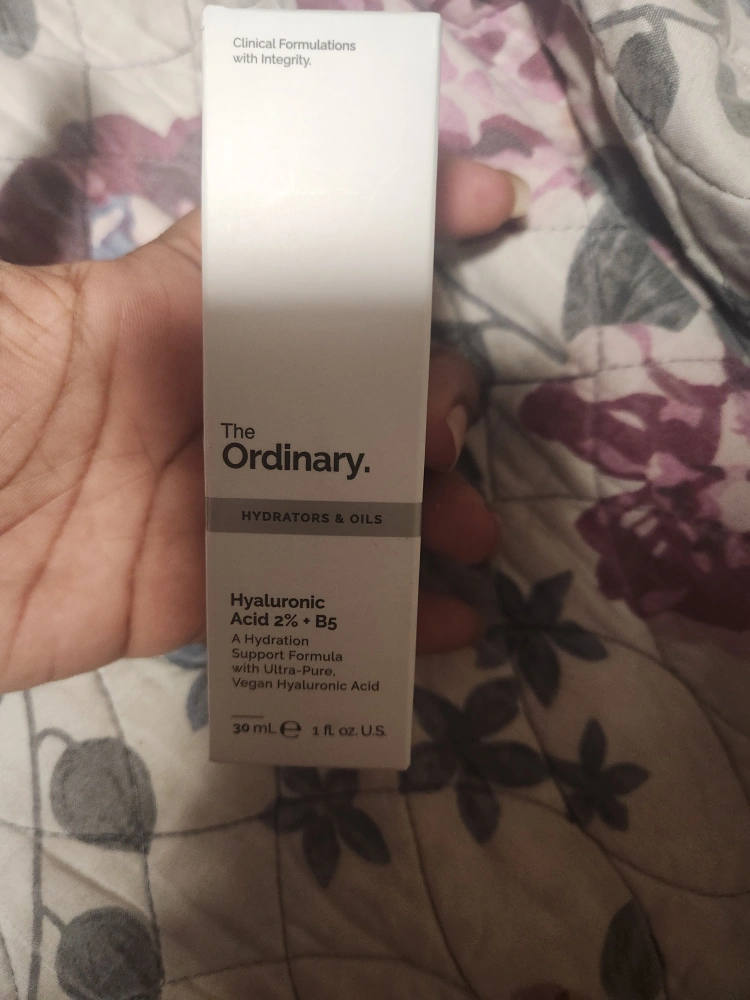 Clinical Formulations
with Integrity.
The
Ordinary.
HYDRATORS & OILS
Hyaluronic
Acid 2% + B5
A Hydration
Support Formula
with Ultra-Pure,
Vegan Hyaluronic Acid
30 mL ℮ 1 fl. oz. U.S.